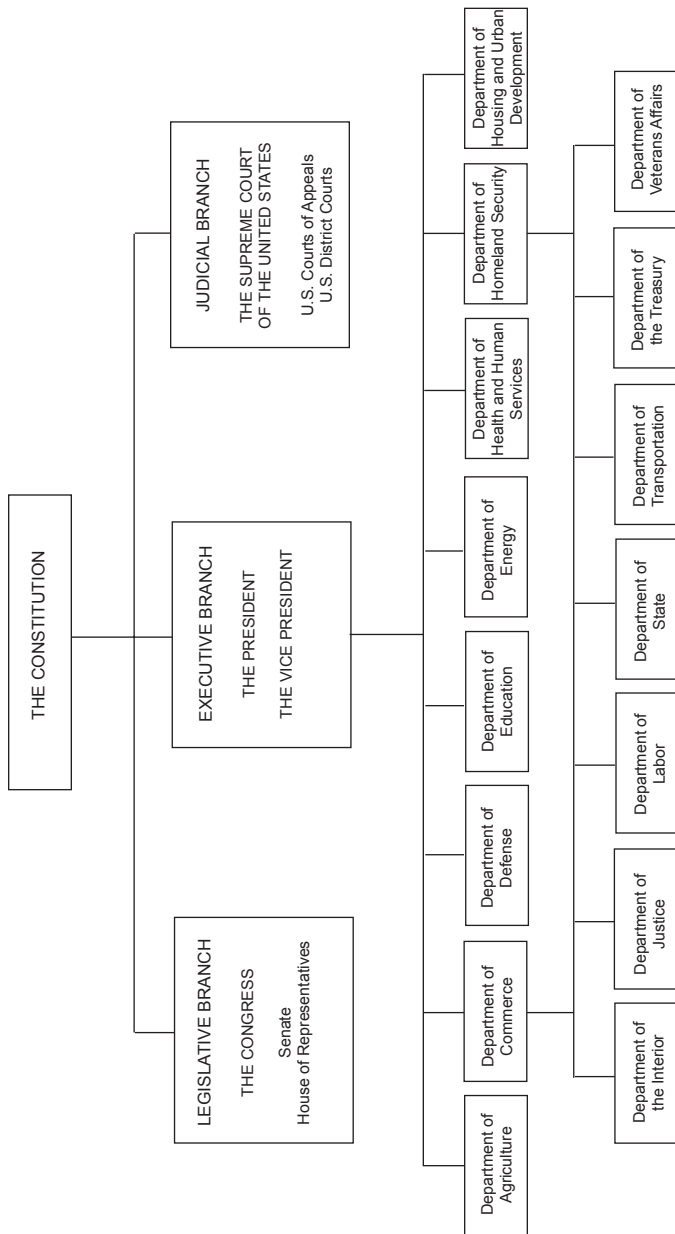 THE CONSTITUTION
LEGISLATIVE BRANCH
THE CONGRESS
Senate
House of Representatives
EXECUTIVE BRANCH
THE PRESIDENT
THE VICE PRESIDENT
JUDICIAL BRANCH
THE SUPREME COURT
OF THE UNITED STATES
U.S. Courts of Appeals
U.S. District Courts
Department of
Agriculture
Department of
Commerce
Department of
Defense
Department of
Education
Department of
Energy
Department of
Health and Human
Services
Department of
Homeland Security
Department of
Housing and Urban
Development
Department of
the Interior
Department of
Justice
Department of
Labor
Department of
State
Department of
Transportation
Department of
the Treasury
Department of
Veterans Affairs